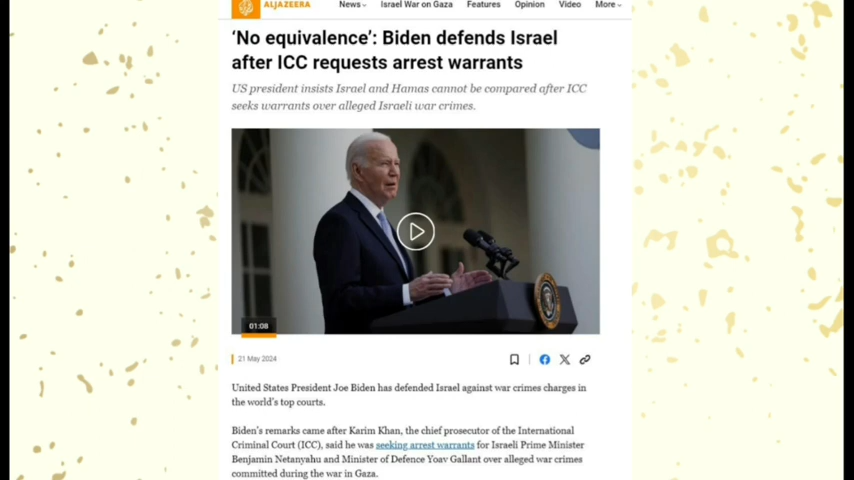 ALJAZEERA
News Israel War on Gaza Features Opinion Video More
‘No equivalence’: Biden defends Israel
after ICC requests arrest warrants
US president insists Israel and Hamas cannot be compared after ICC
seeks warrants over alleged Israeli war crimes.
01:08
21 May 2024
United States President Joe Biden has defended Israel against war crimes charges in
the world’s top courts.
Biden’s remarks came after Karim Khan, the chief prosecutor of the International
Criminal Court (ICC), said he was seeking arrest warrants for Israeli Prime Minister
Benjamin Netanyahu and Minister of Defence Yoav Gallant over alleged war crimes
committed during the war in Gaza.